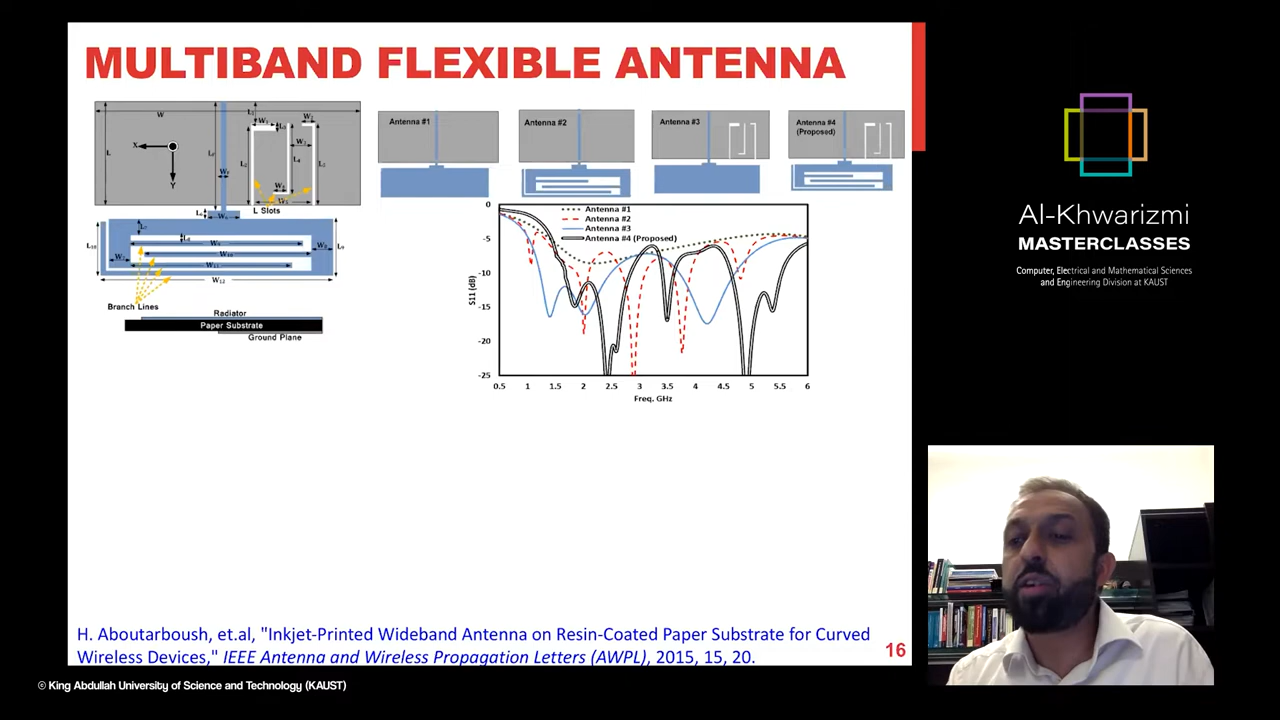 MULTIBAND FLEXIBLE ANTENNA
W
L
X
Y
L Slots
Branch Lines
Radiator
Paper Substrate
Ground Plane
Antenna #1
Antenna #2
Antenna #3
Antenna #4
(Proposed)
Antenna #1
Antenna #2
Antenna #3
Antenna #4 (Proposed)
S11 (dB)
0
-5
-10
-15
-20
-25
0.5 1 1.5 2 2.5 3 3.5 4 4.5 5 5.5 6
Freq. GHz
H. Aboutarboush, et.al, "Inkjet-Printed Wideband Antenna on Resin-Coated Paper Substrate for Curved
Wireless Devices," IEEE Antenna and Wireless Propagation Letters (AWPL), 2015, 15, 20.
16
© King Abdullah University of Science and Technology (KAUST)
Al-Khwarizmi
MASTERCLASSES
Computer, Electrical and Mathematical Sciences
and Engineering Division at KAUST